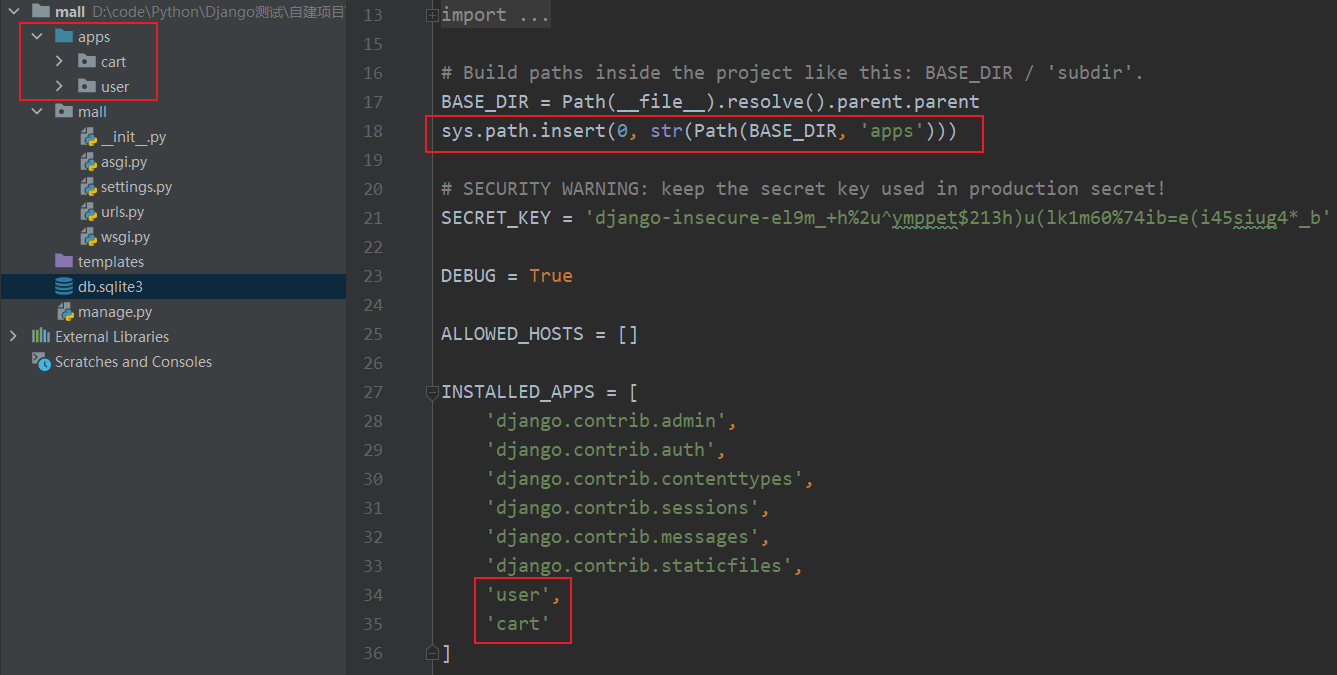 mall D:\code\Python\Django测试\自建项目
apps
cart
user
mall
__init__.py
asgi.py
settings.py
urls.py
wsgi.py
templates
db.sqlite3
manage.py
External Libraries
Scratches and Consoles
13 import ...
15
16 # Build paths inside the project like this: BASE_DIR / 'subdir'.
17 BASE_DIR = Path(__file__).resolve().parent.parent
18 sys.path.insert(0, str(Path(BASE_DIR, 'apps')))
19
20 # SECURITY WARNING: keep the secret key used in production secret!
21 SECRET_KEY = 'django-insecure-el9m_+h%2u^ymppet$213h)u(lk1m60%74ib=e(i45siug4*_b'
22
23 DEBUG = True
24
25 ALLOWED_HOSTS = []
26
27 INSTALLED_APPS = [
28 'django.contrib.admin',
29 'django.contrib.auth',
30 'django.contrib.contenttypes',
31 'django.contrib.sessions',
32 'django.contrib.messages',
33 'django.contrib.staticfiles',
34 'user',
35 'cart'
36 ]